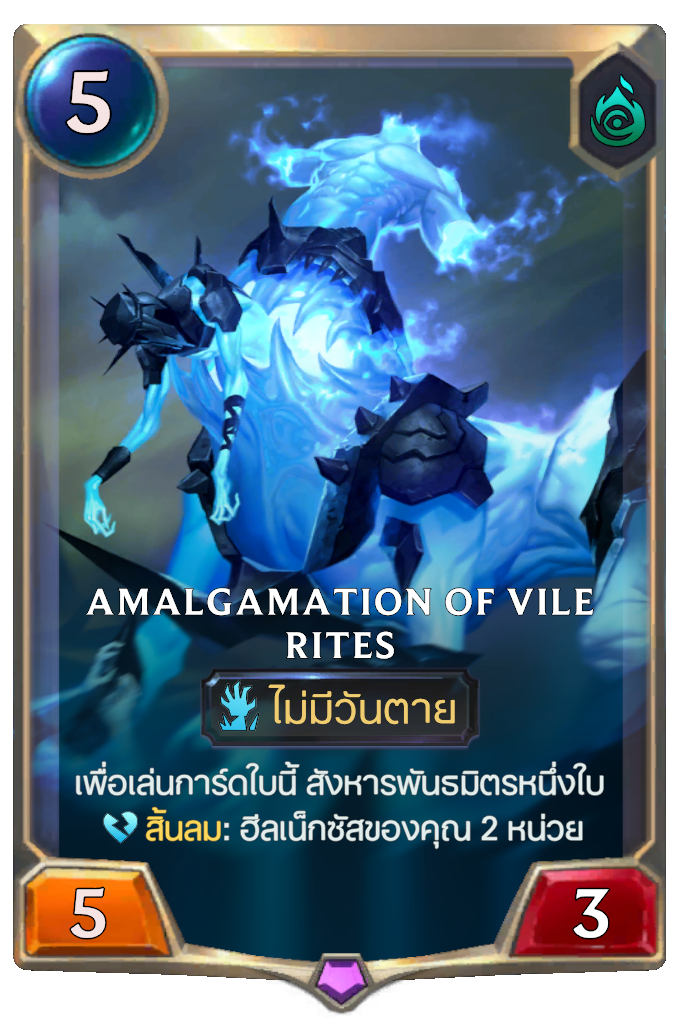 5
AMALGAMATION OF VILE
RITES
ไม่มีวันตาย
เพื่อเล่นการ์ดใบนี้ สังหารพันธมิตรหนึ่งใบ
สิ้นลม: ฮีลเน็กซัสของคุณ 2 หน่วย
5
3